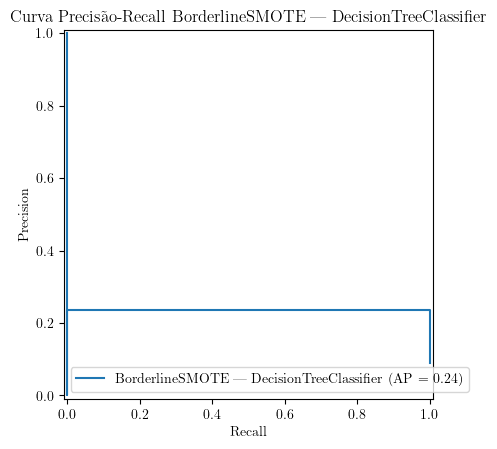 Curva Precisão-Recall BorderlineSMOTE — DecisionTreeClassifier
1.0
0.8
0.6
0.4
0.2
0.0
Precision
BorderlineSMOTE — DecisionTreeClassifier (AP = 0.24)
0.0 0.2 0.4 0.6 0.8 1.0
Recall